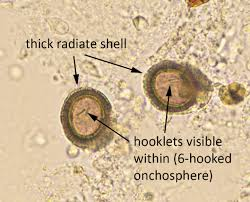 thick radiate shell
hooklets visible
within (6-hooked
onchosphere)